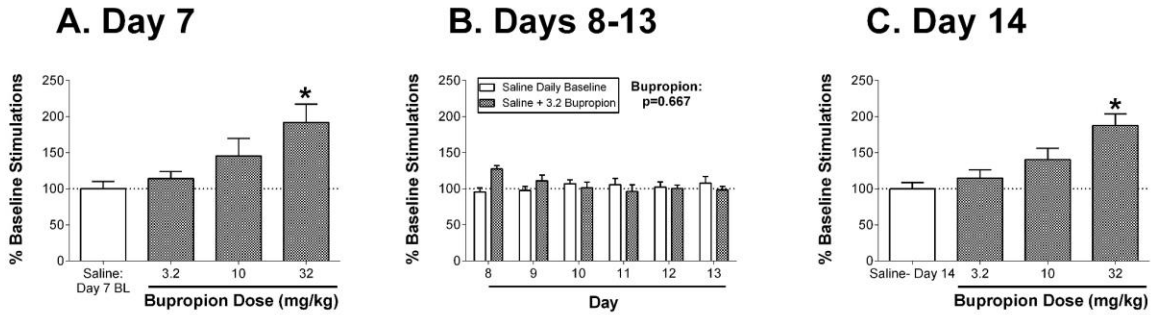 A. Day 7
% Baseline Stimulations
250
200
150
100
50
0
*
Saline:
Day 7 BL
3.2
10
32
Bupropion Dose (mg/kg)
B. Days 8-13
% Baseline Stimulations
250
200
150
100
50
0
Saline Daily Baseline
Saline + 3.2 Bupropion
Bupropion:
p=0.667
8
9
10
11
12
13
Day
C. Day 14
% Baseline Stimulations
250
200
150
100
50
0
*
Saline- Day 14
3.2
10
32
Bupropion Dose (mg/kg)